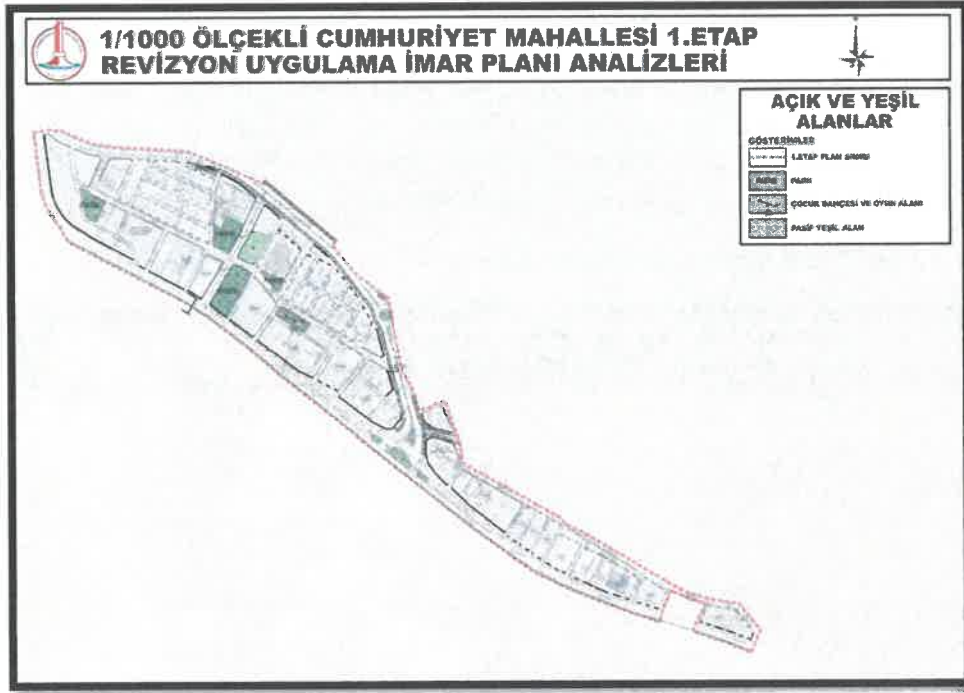 1/1000 ÖLÇEKLİ CUMHURİYET MAHALLESİ 1.ETAP
REVİZYON UYGULAMA İMAR PLANI ANALİZLERİ
AÇIK VE YEŞİL
ALANLAR
GÖSTERİMLER
1.ETAP PLAN SINIRI
PARK
PARK
ÇOCUK BAHÇESİ VE OYUN ALANI
PASİF YEŞİL ALAN